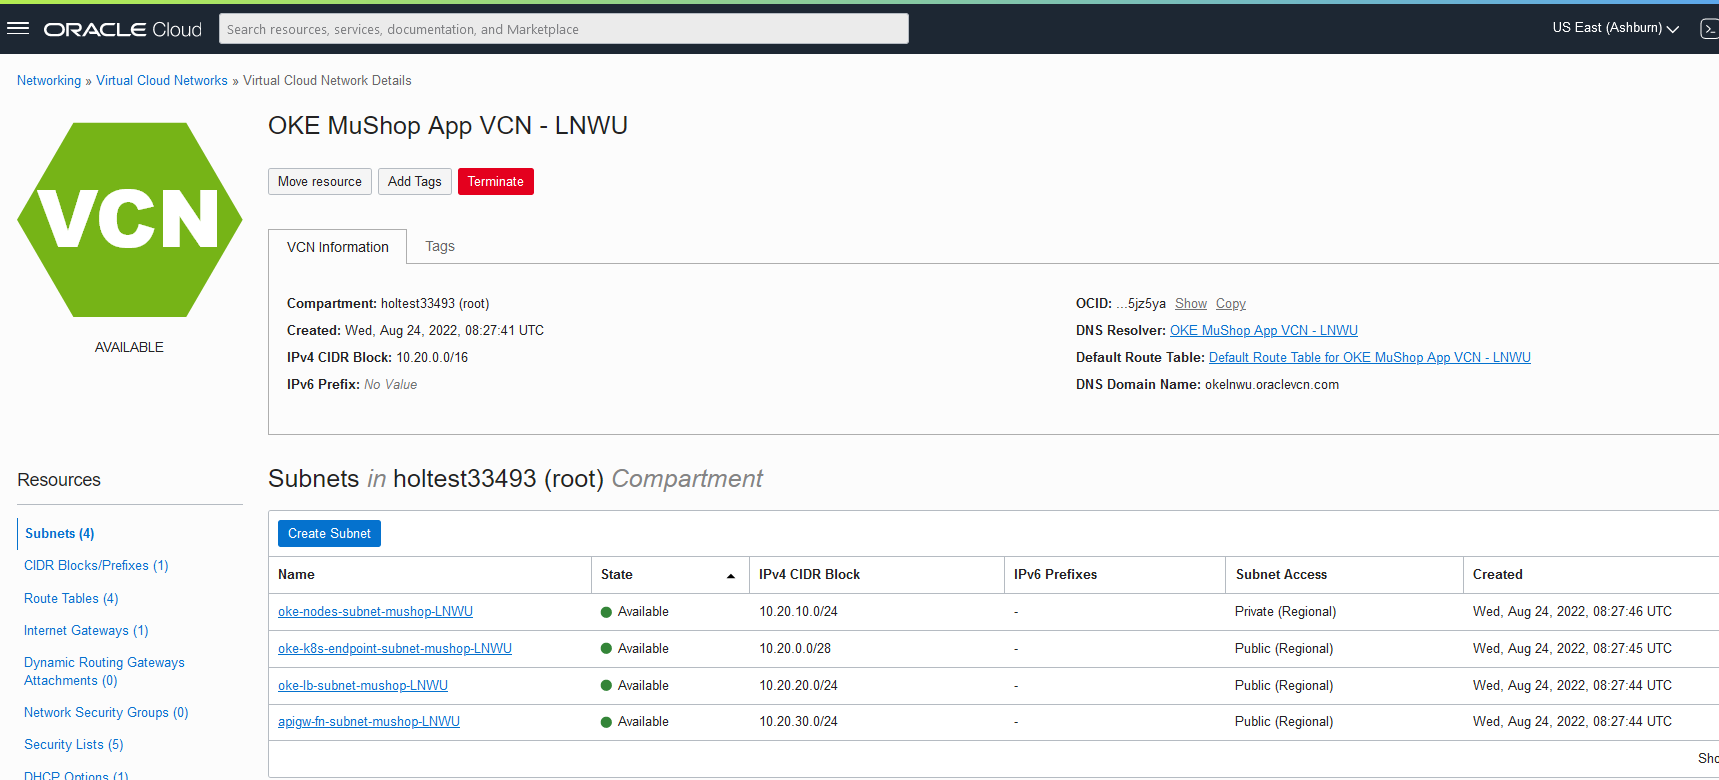 ORACLE Cloud
Search resources, services, documentation, and Marketplace
US East (Ashburn)
Networking » Virtual Cloud Networks » Virtual Cloud Network Details
VCN
AVAILABLE
OKE MuShop App VCN - LNWU
Move resource
Add Tags
Terminate
VCN Information
Tags
Compartment: holtest33493 (root)
Created: Wed, Aug 24, 2022, 08:27:41 UTC
IPv4 CIDR Block: 10.20.0.0/16
IPv6 Prefix: No Value
OCID: ...5jz5ya Show Copy
DNS Resolver: OKE MuShop App VCN - LNWU
Default Route Table: Default Route Table for OKE MuShop App VCN - LNWU
DNS Domain Name: okelnwu.oraclevcn.com
Resources
Subnets (4)
CIDR Blocks/Prefixes (1)
Route Tables (4)
Internet Gateways (1)
Dynamic Routing Gateways
Attachments (0)
Network Security Groups (0)
Security Lists (5)
DHCP Options (1)
Subnets in holtest33493 (root) Compartment
Create Subnet
Name State IPv4 CIDR Block IPv6 Prefixes Subnet Access Created
oke-nodes-subnet-mushop-LNWU Available 10.20.10.0/24 - Private (Regional) Wed, Aug 24, 2022, 08:27:46 UTC
oke-k8s-endpoint-subnet-mushop-LNWU Available 10.20.0.0/28 - Public (Regional) Wed, Aug 24, 2022, 08:27:45 UTC
oke-lb-subnet-mushop-LNWU Available 10.20.20.0/24 - Public (Regional) Wed, Aug 24, 2022, 08:27:44 UTC
apigw-fn-subnet-mushop-LNWU Available 10.20.30.0/24 - Public (Regional) Wed, Aug 24, 2022, 08:27:44 UTC